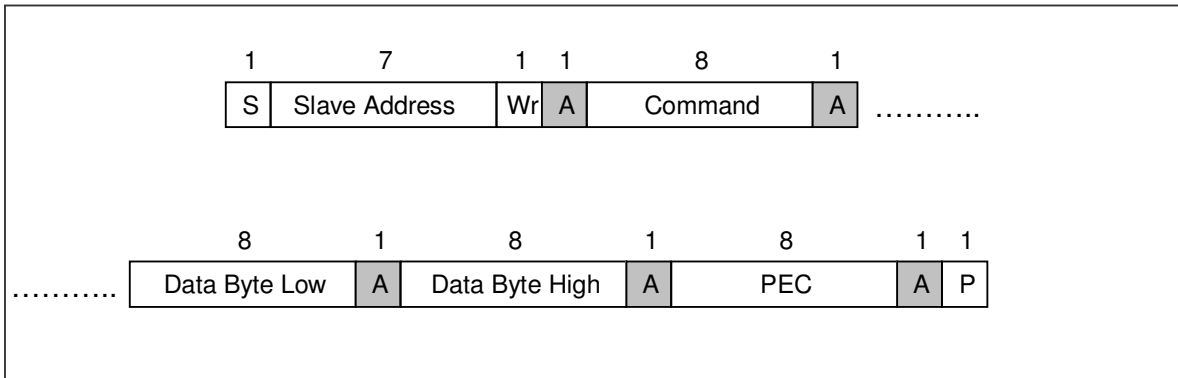 1 7 1 1 8 1
S Slave Address Wr A Command A ...........
8 1 8 1 8 1 1
........... Data Byte Low A Data Byte High A PEC A P